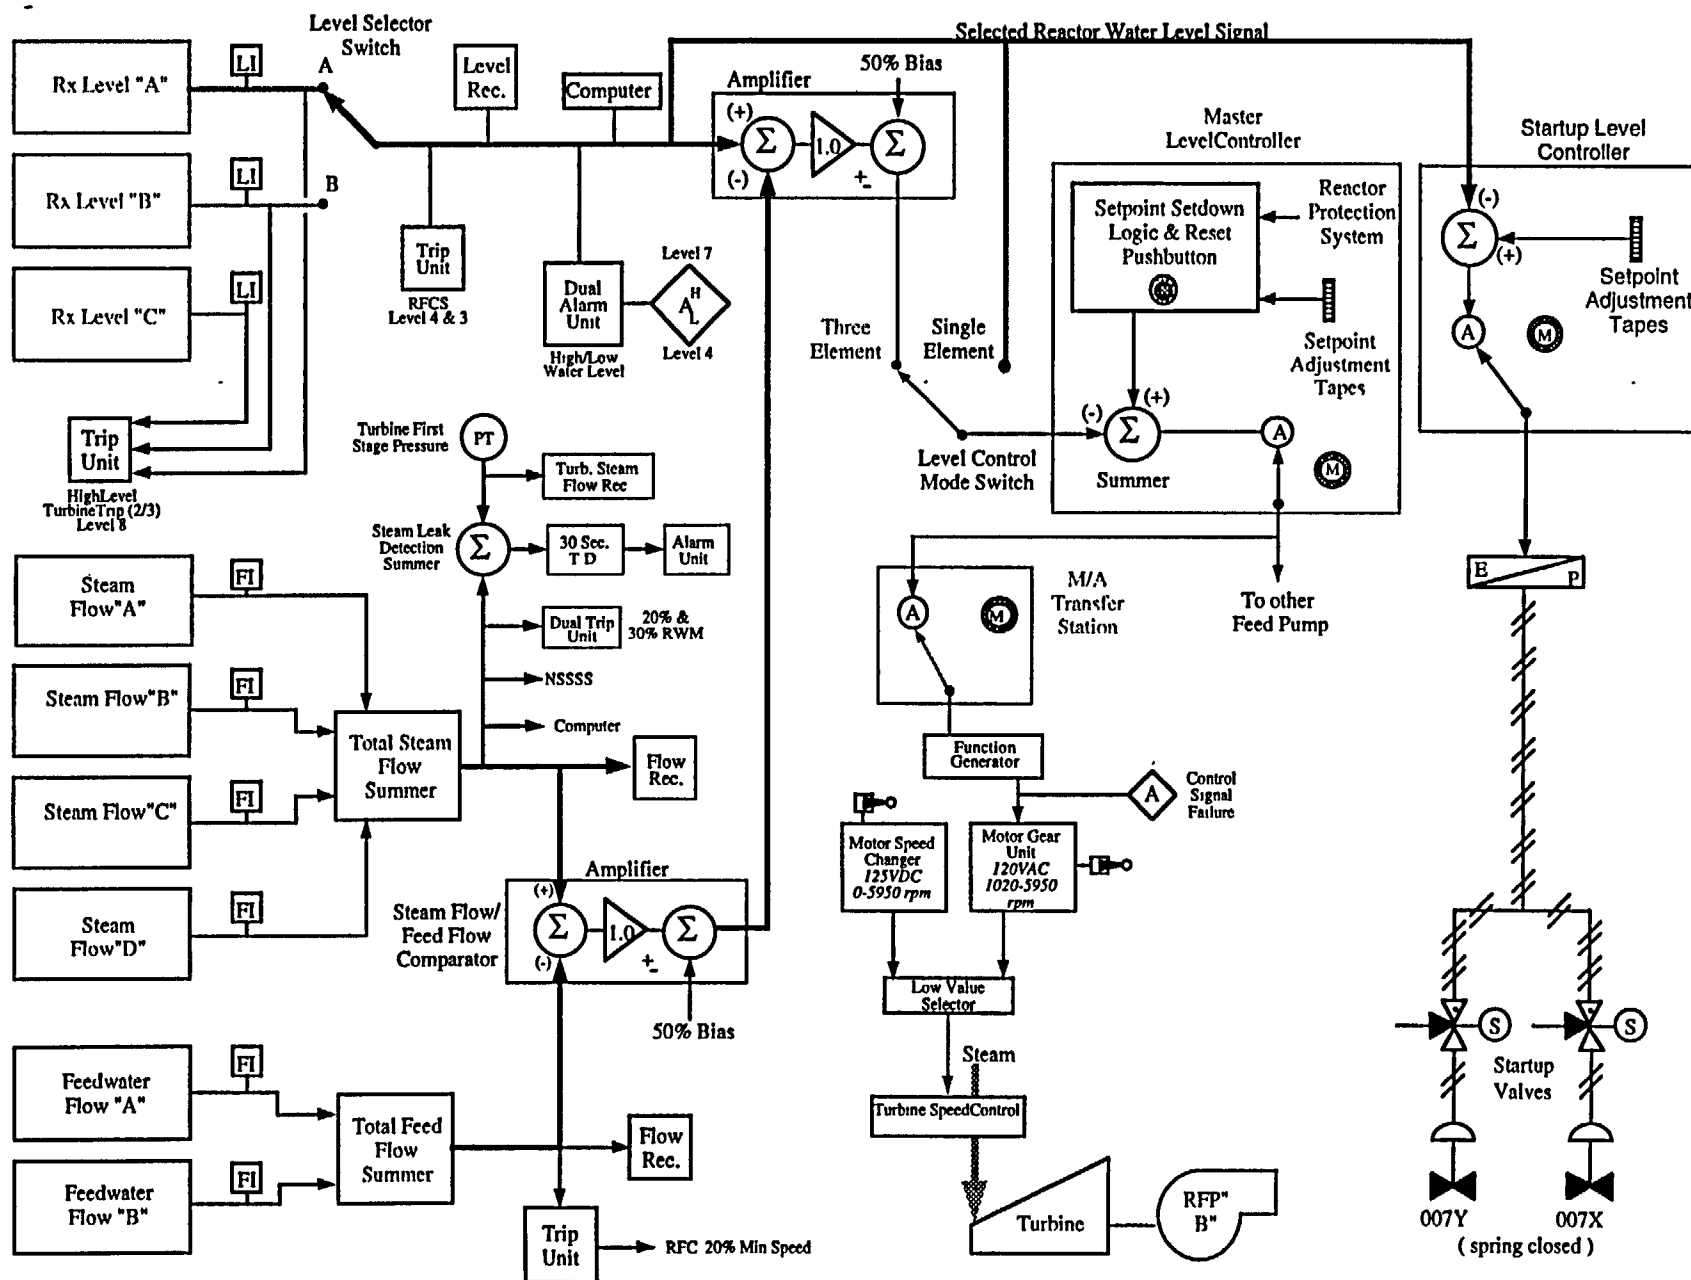 Level Selector
Switch
Selected Reactor Water Level Signal
Rx Level "A"
LI
A
Level
Rec.
Computer
Amplifier
50% Bias
(+)
Σ
1.0
Σ
(-)
+-
Master
LevelController
Startup Level
Controller
Rx Level "B"
LI
B
Trip
Unit
RFCS
Level 4 & 3
Dual
Alarm
Unit
High/Low
Water Level
Level 7
A H
L
Level 4
Setpoint Setdown
Logic & Reset
Pushbutton
Reactor
Protection
System
Setpoint
Adjustment
Tapes
(-)
Σ
(+)
Setpoint
Adjustment
Tapes
A
M
Rx Level "C"
LI
Three
Element
Single
Element
Trip
Unit
HighLevel
TurbineTrip (2/3)
Level 8
Turbine First
Stage Pressure
PT
Turb. Steam
Flow Rec
Level Control
Mode Switch
(-)
(+)
Σ
Summer
A
M
Steam Leak
Detection
Summer
Σ
30 Sec.
T D
Alarm
Unit
Dual Trip
Unit
20% &
30% RWM
NSSSS
Computer
A
M
M/A
Transfer
Station
To other
Feed Pump
E
P
Steam
Flow"A"
FI
Steam Flow"B"
FI
Total Steam
Flow
Summer
Flow
Rec.
Function
Generator
A
Control
Signal
Failure
Steam Flow"C"
FI
Motor Speed
Changer
125VDC
0-5950 rpm
Motor Gear
Unit
120VAC
1020-5950
rpm
Steam
Flow"D"
FI
Amplifier
Steam Flow/
Feed Flow
Comparator
(+)
Σ
1.0
Σ
(-)
+-
50% Bias
Low Value
Selector
Steam
Turbine SpeedControl
S
S
Startup
Valves
Feedwater
Flow "A"
FI
Total Feed
Flow
Summer
Flow
Rec.
Feedwater
Flow "B"
FI
Trip
Unit
RFC 20% Min Speed
Turbine
RFP"
B"
007Y
007X
( spring closed )